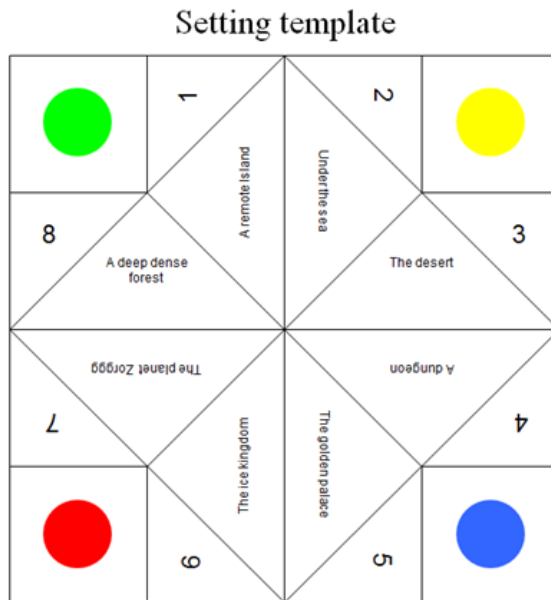 Setting template
1
2
A remote Island
Under the sea
8
3
A deep dense
forest
The desert
The planet Zorggg
A dungeon
7
4
The ice kingdom
The golden palace
6
5